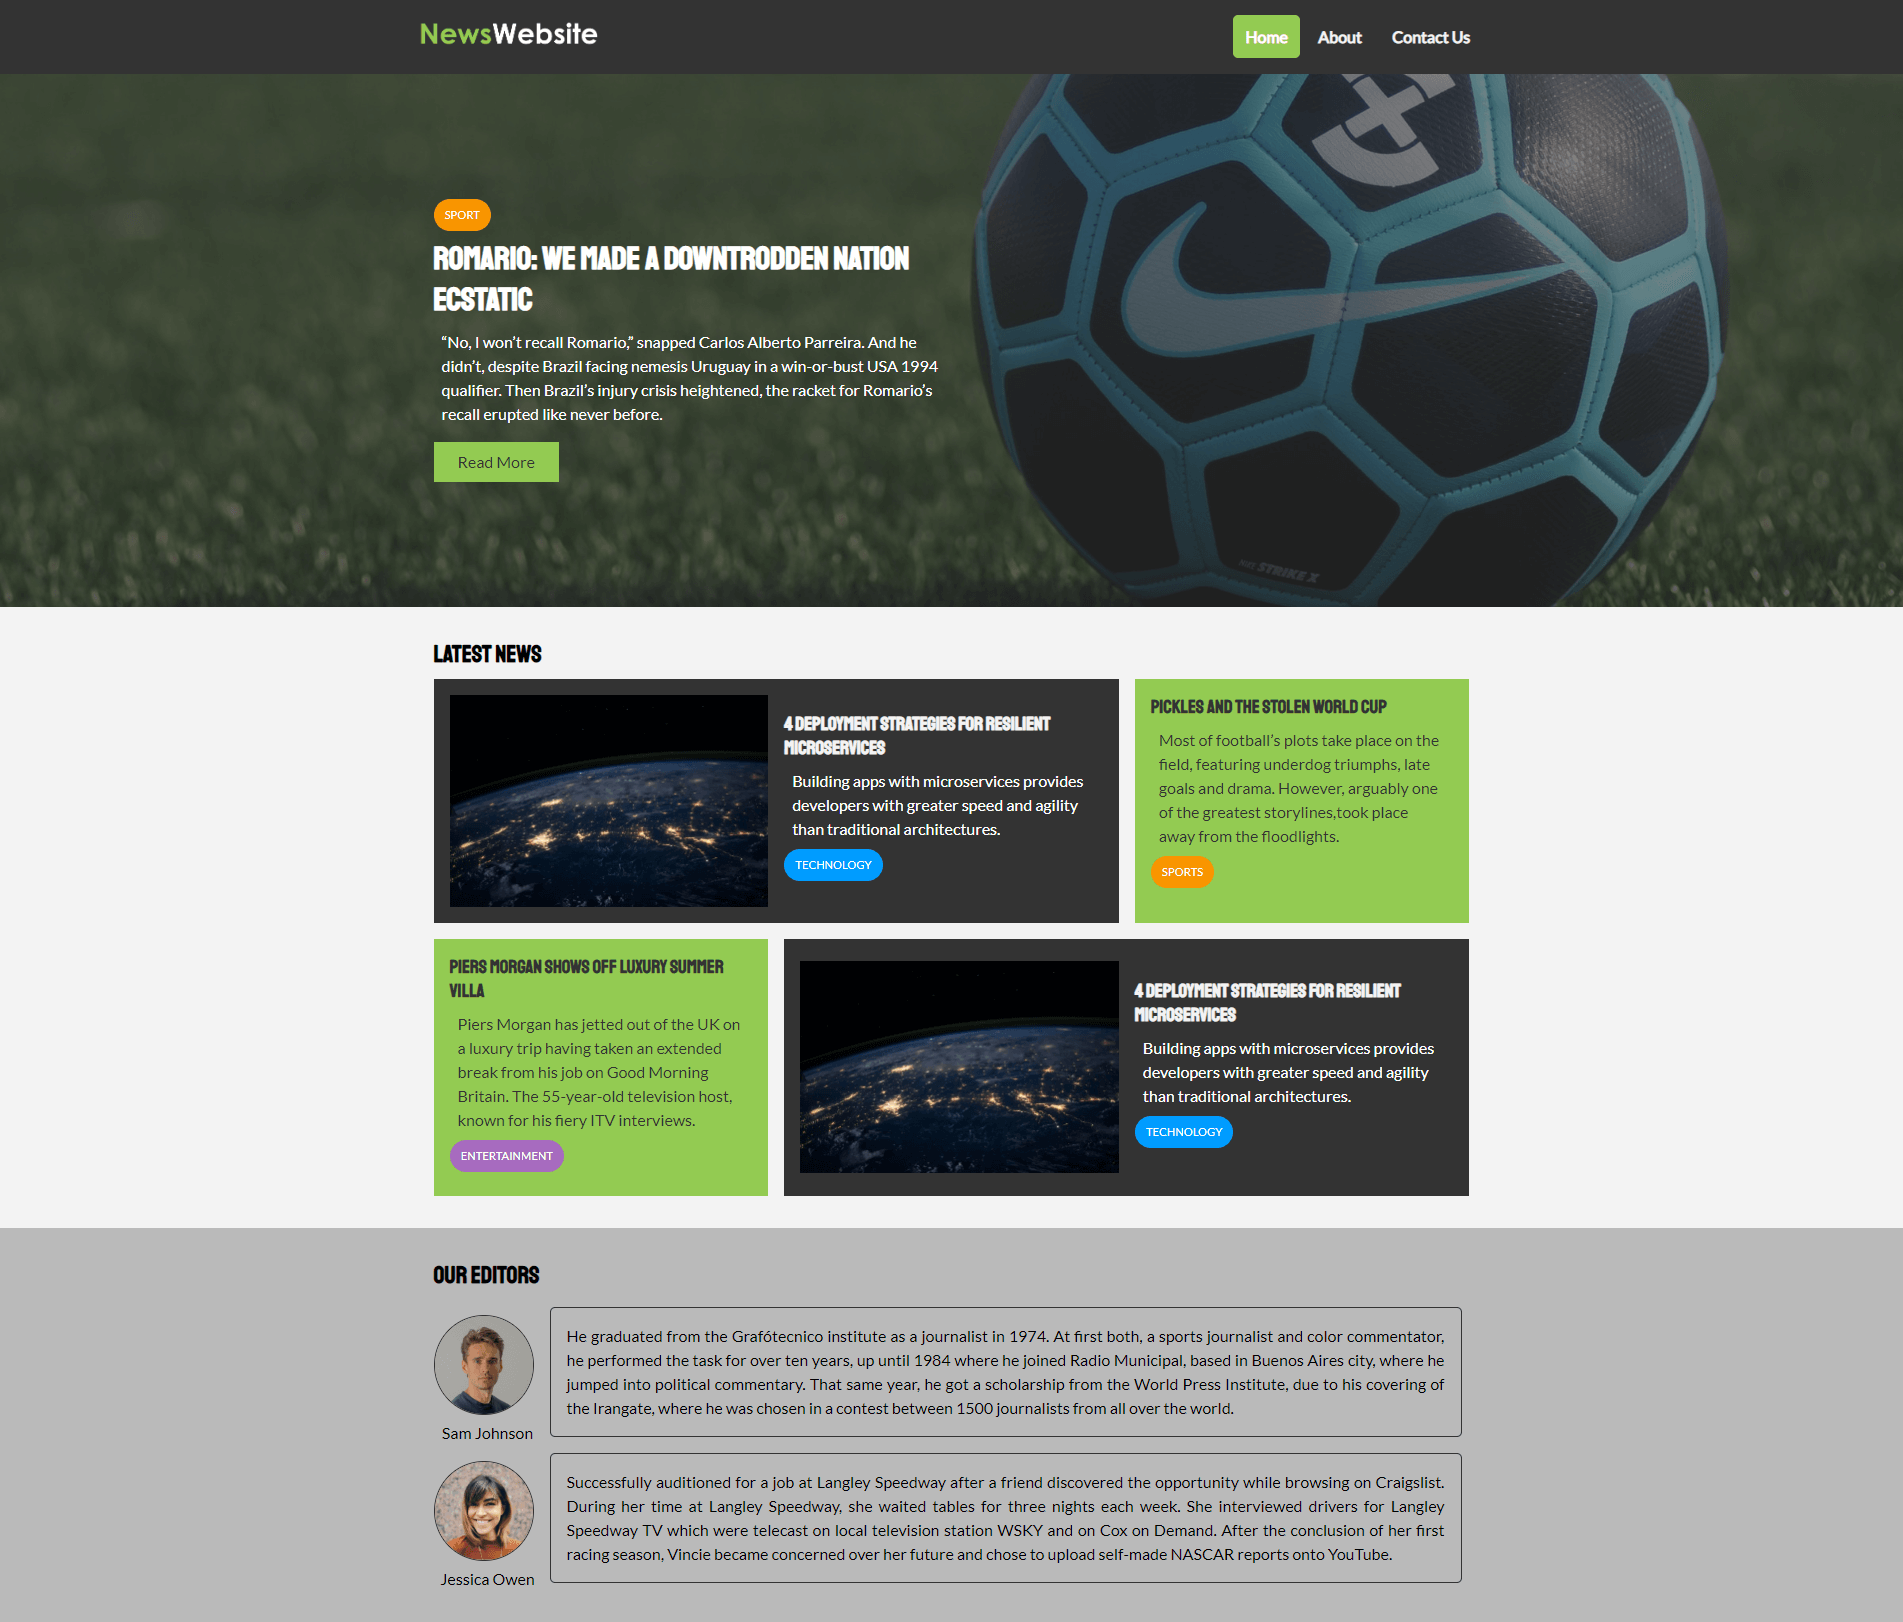 NewsWebsite
Home About Contact Us
SPORT
ROMARIO: WE MADE A DOWNTRODDEN NATION
ECSTATIC
“No, I won’t recall Romario,” snapped Carlos Alberto Parreira. And he
didn’t, despite Brazil facing nemesis Uruguay in a win-or-bust USA 1994
qualifier. Then Brazil’s injury crisis heightened, the racket for Romario’s
recall erupted like never before.
Read More
STRIKE X
LATEST NEWS
4 DEPLOYMENT STRATEGIES FOR RESILIENT
MICROSERVICES
Building apps with microservices provides
developers with greater speed and agility
than traditional architectures.
TECHNOLOGY
PICKLES AND THE STOLEN WORLD CUP
Most of football’s plots take place on the
field, featuring underdog triumphs, late
goals and drama. However, arguably one
of the greatest storylines,took place
away from the floodlights.
SPORTS
PIERS MORGAN SHOWS OFF LUXURY SUMMER
VILLA
Piers Morgan has jetted out of the UK on
a luxury trip having taken an extended
break from his job on Good Morning
Britain. The 55-year-old television host,
known for his fiery ITV interviews.
ENTERTAINMENT
4 DEPLOYMENT STRATEGIES FOR RESILIENT
MICROSERVICES
Building apps with microservices provides
developers with greater speed and agility
than traditional architectures.
TECHNOLOGY
OUR EDITORS
He graduated from the Grafótecnico institute as a journalist in 1974. At first both, a sports journalist and color commentator,
he performed the task for over ten years, up until 1984 where he joined Radio Municipal, based in Buenos Aires city, where he
jumped into political commentary. That same year, he got a scholarship from the World Press Institute, due to his covering of
the Irangate, where he was chosen in a contest between 1500 journalists from all over the world.
Sam Johnson
Successfully auditioned for a job at Langley Speedway after a friend discovered the opportunity while browsing on Craigslist.
During her time at Langley Speedway, she waited tables for three nights each week. She interviewed drivers for Langley
Speedway TV which were telecast on local television station WSKY and on Cox on Demand. After the conclusion of her first
racing season, Vincie became concerned over her future and chose to upload self-made NASCAR reports onto YouTube.
Jessica Owen